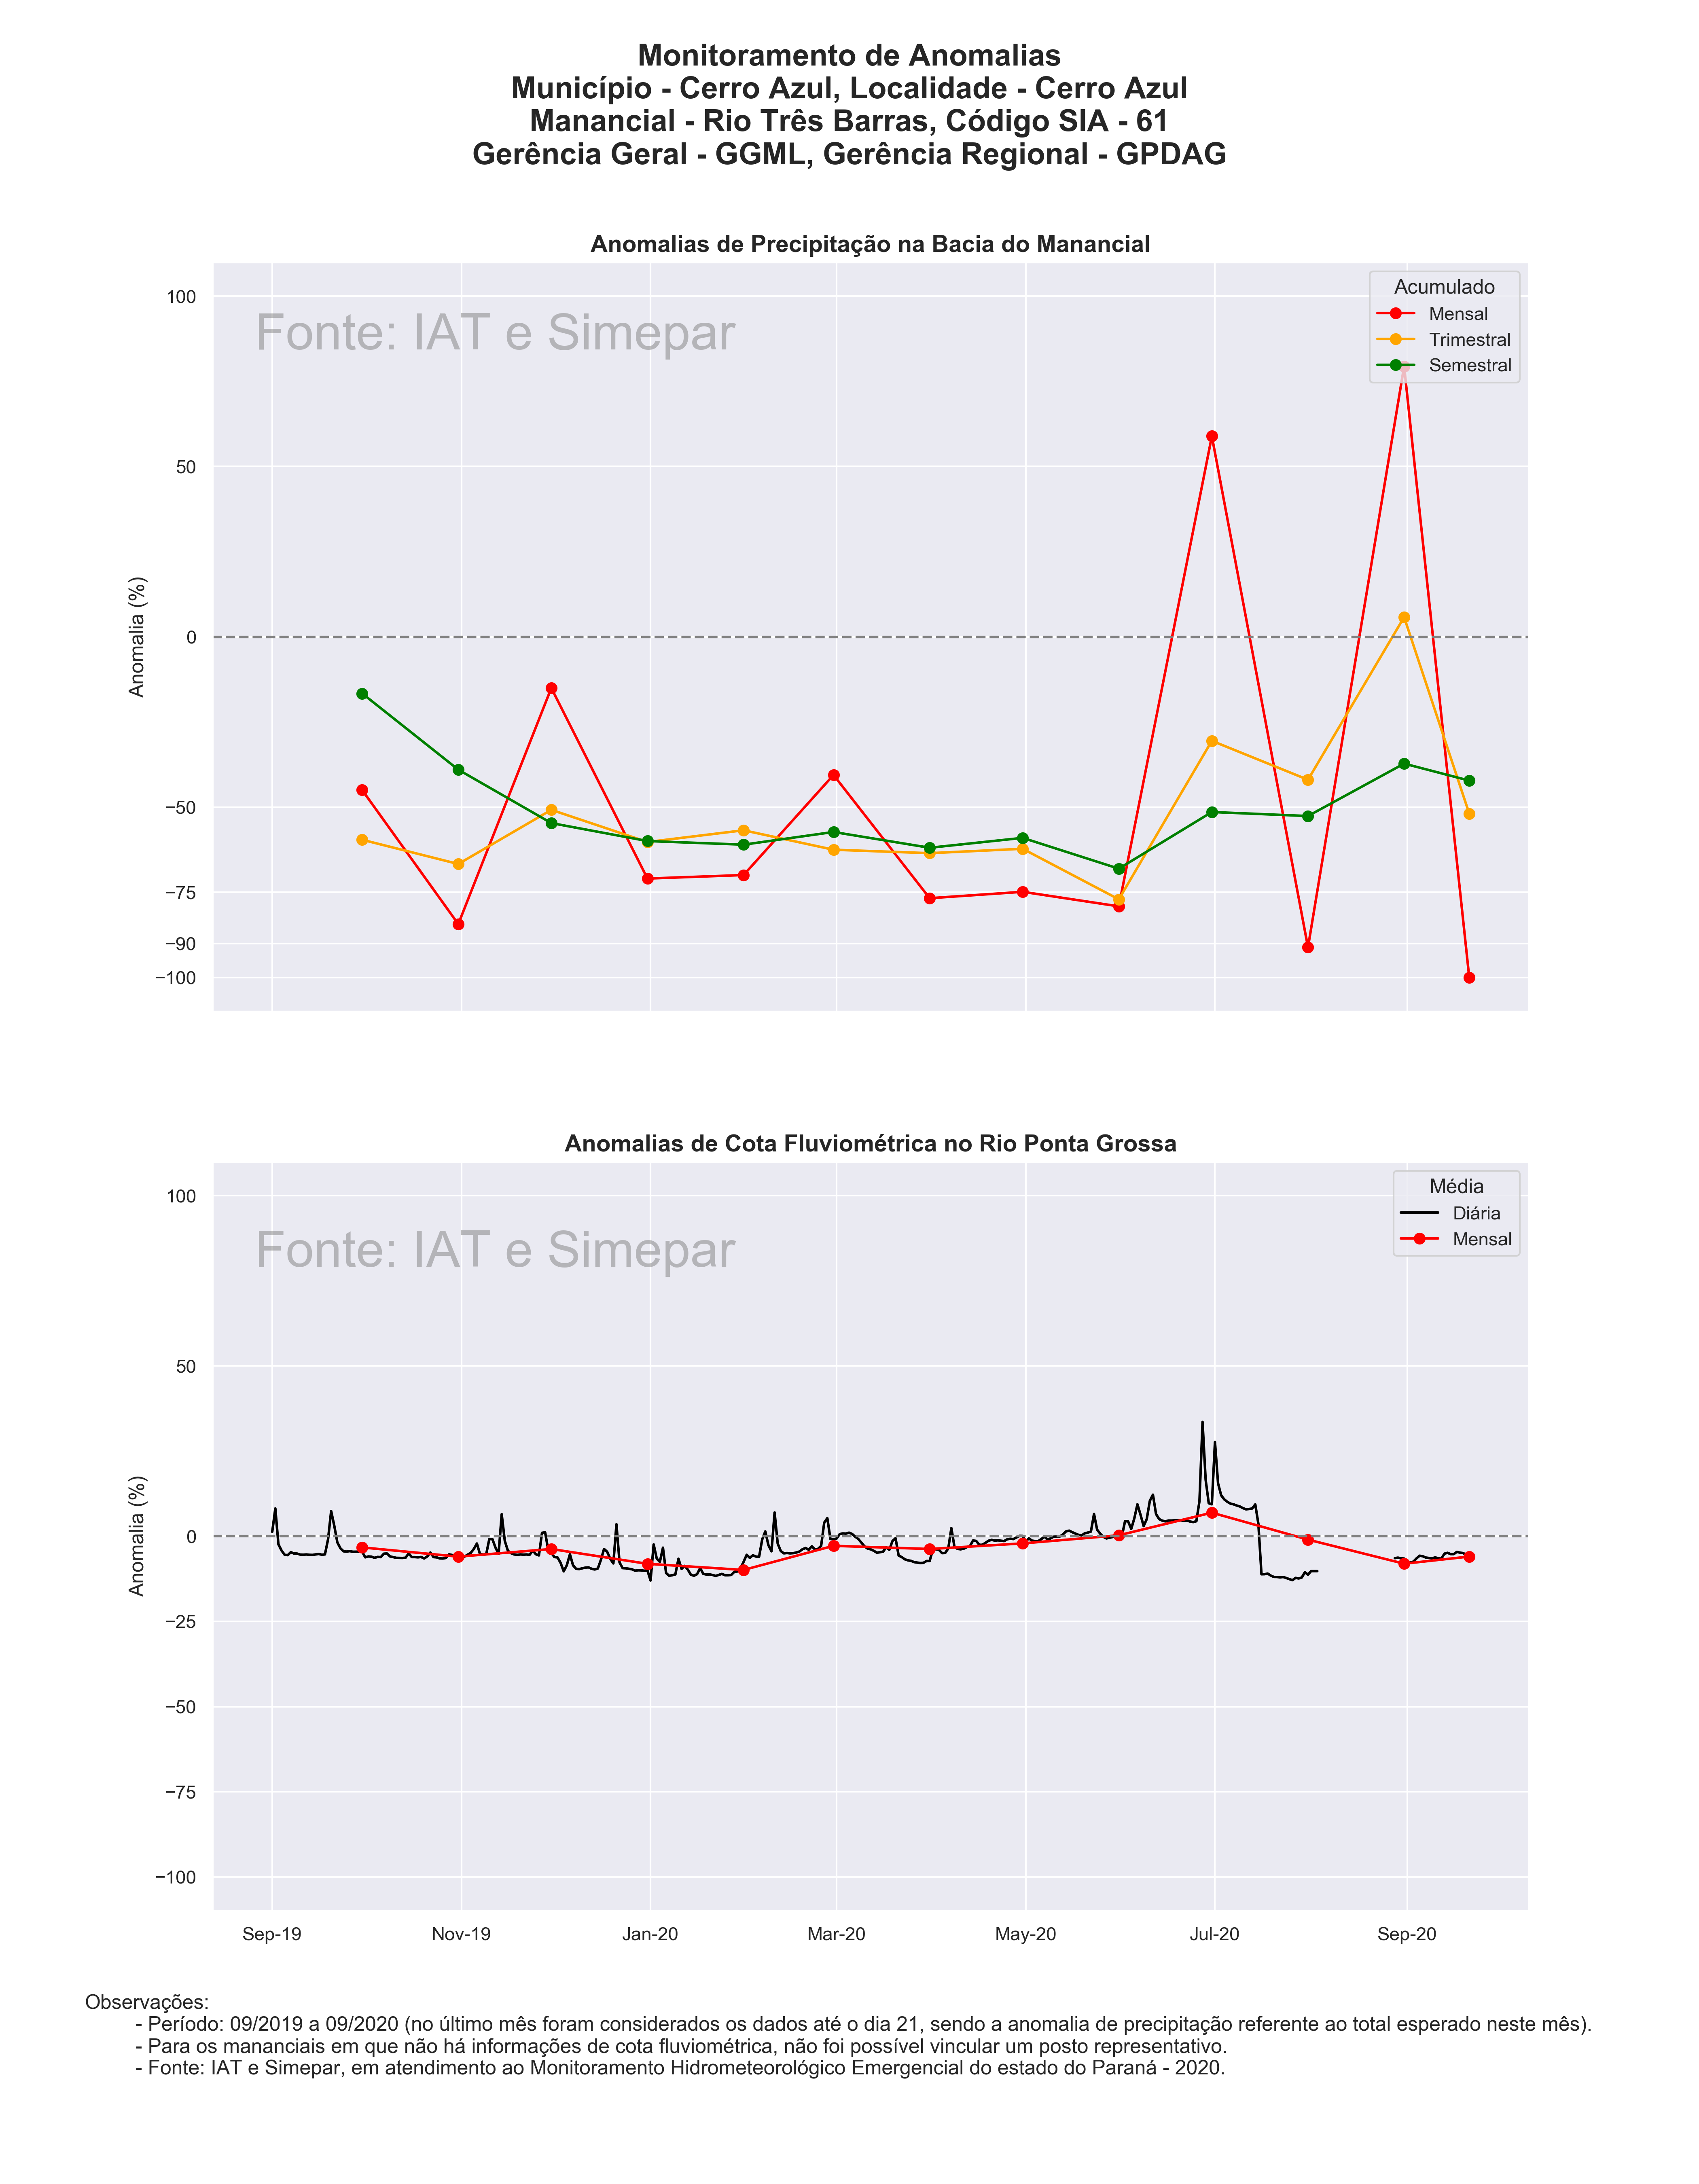 Monitoramento de Anomalias
Município - Cerro Azul, Localidade - Cerro Azul
Manancial - Rio Três Barras, Código SIA - 61
Gerência Geral - GGML, Gerência Regional - GPDAG
Anomalias de Precipitação na Bacia do Manancial
Fonte: IAT e Simepar
Acumulado
Mensal
Trimestral
Semestral
Anomalia (%)
100
50
0
−50
−75
−90
−100
Anomalias de Cota Fluviométrica no Rio Ponta Grossa
Fonte: IAT e Simepar
Média
Diária
Mensal
Anomalia (%)
100
50
0
−25
−50
−75
−100
Sep-19 Nov-19 Jan-20 Mar-20 May-20 Jul-20 Sep-20
Observações:
- Período: 09/2019 a 09/2020 (no último mês foram considerados os dados até o dia 21, sendo a anomalia de precipitação referente ao total esperado neste mês).
- Para os mananciais em que não há informações de cota fluviométrica, não foi possível vincular um posto representativo.
- Fonte: IAT e Simepar, em atendimento ao Monitoramento Hidrometeorológico Emergencial do estado do Paraná - 2020.